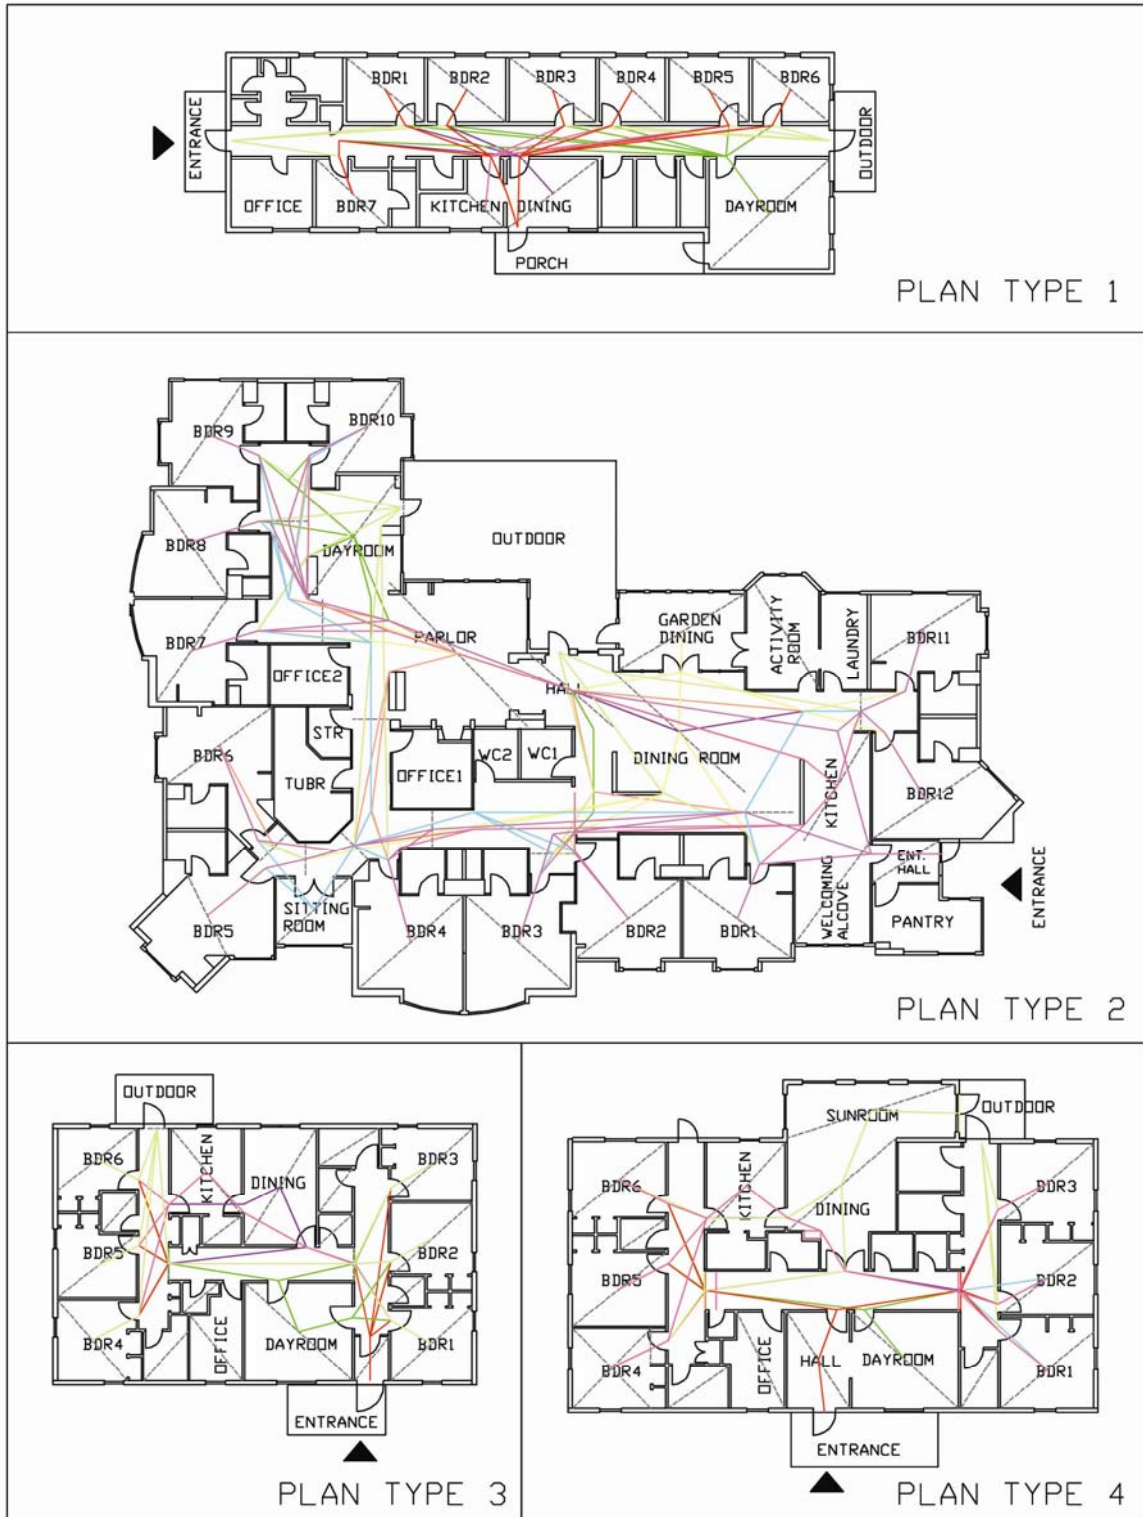 BDR1 BDR2 BDR3 BDR4 BDR5 BDR6
ENTRANCE
OUTDOOR
OFFICE BDR7 KITCHEN DINING DAYROOM
PORCH
PLAN TYPE 1
BDR9 BDR10
OUTDOOR
BDR8 DAYROOM
GARDEN
DINING
ACTIVITY
ROOM
LAUNDRY
BDR7 PARLOR BDR11
OFFICE2 HALL
STR
BDR6 WC2 WC1 DINING ROOM
TUBR OFFICE1
KITCHEN
BDR12
ENT.
HALL
ENTRANCE
SITTING
ROOM
WELCOMING
ALCOVE
PANTRY
BDR5 BDR4 BDR3 BDR2 BDR1
PLAN TYPE 2
OUTDOOR
BDR6 KITCHEN DINING BDR3
BDR5 BDR2
BDR4 OFFICE DAYROOM BDR1
ENTRANCE
PLAN TYPE 3
SUNROOM OUTDOOR
BDR6 KITCHEN DINING BDR3
BDR5 BDR2
BDR4 OFFICE HALL DAYROOM BDR1
ENTRANCE
PLAN TYPE 4